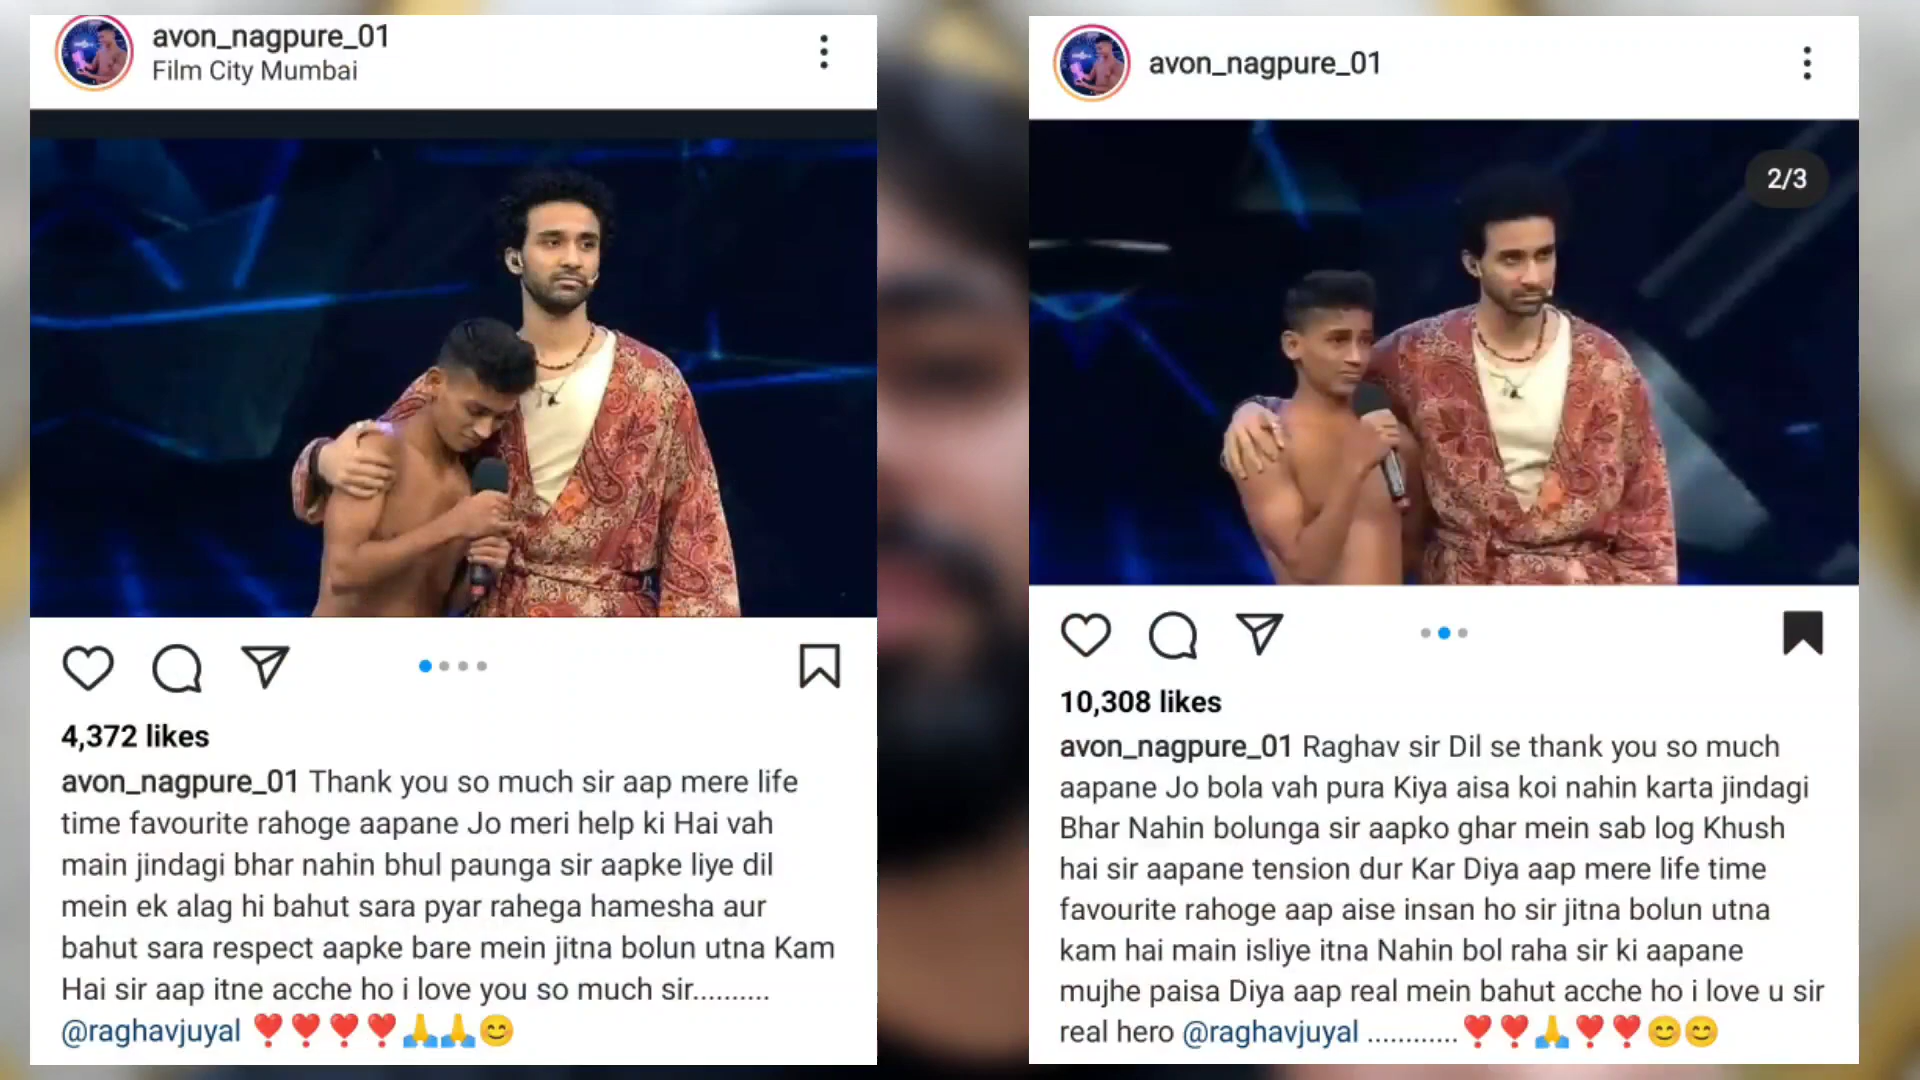 avon_nagpure_01
Film City Mumbai
4,372 likes
avon_nagpure_01 Thank you so much sir aap mere life
time favourite rahoge aapane Jo meri help ki Hai vah
main jindagi bhar nahin bhul paunga sir aapke liye dil
mein ek alag hi bahut sara pyar rahega hamesha aur
bahut sara respect aapke bare mein jitna bolun utna Kam
Hai sir aap itne acche ho i love you so much sir..........
@raghavjuyal ❣❣❣❣🙏🙏😊
avon_nagpure_01
2/3
10,308 likes
avon_nagpure_01 Raghav sir Dil se thank you so much
aapane Jo bola vah pura Kiya aisa koi nahin karta jindagi
Bhar Nahin bolunga sir aapko ghar mein sab log Khush
hai sir aapane tension dur Kar Diya aap mere life time
favourite rahoge aap aise insan ho sir jitna bolun utna
kam hai main isliye itna Nahin bol raha sir ki aapane
mujhe paisa Diya aap real mein bahut acche ho i love u sir
real hero @raghavjuyal ............❣❣🙏❣❣😊😊